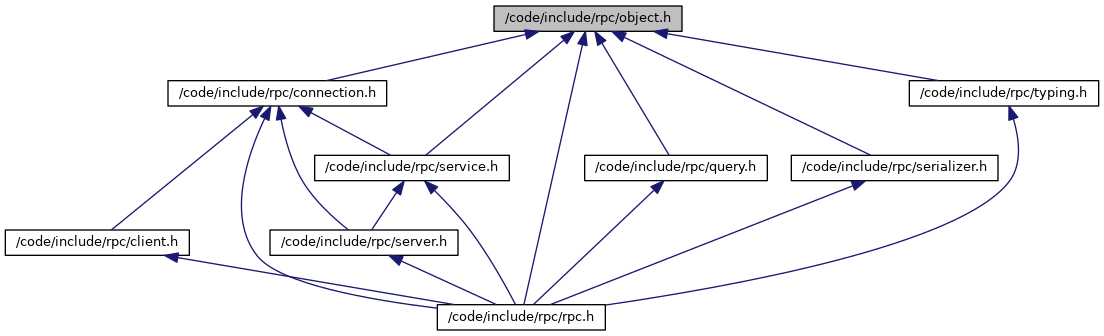 /code/include/rpc/object.h
/code/include/rpc/connection.h
/code/include/rpc/typing.h
/code/include/rpc/service.h
/code/include/rpc/query.h
/code/include/rpc/serializer.h
/code/include/rpc/client.h
/code/include/rpc/server.h
/code/include/rpc/rpc.h